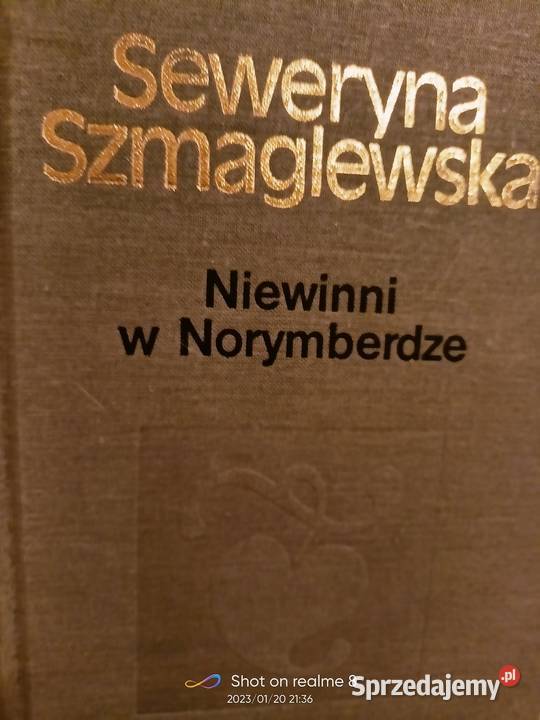 Seweryna
Szmaglewska
Niewinni
w Norymberdze
Shot on realme 8
2023/01/20 21:36
Sprzedajemy.pl